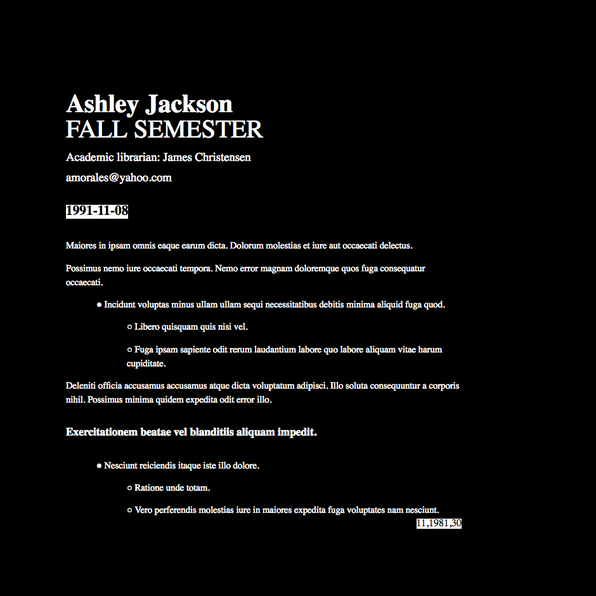 Ashley Jackson
FALL SEMESTER
Academic librarian: James Christensen
amorales@yahoo.com
1991-11-08
Maiores in ipsam omnis eaque earum dicta. Dolorum molestias et iure aut occaecati delectus.
Possimus nemo iure occaecati tempora. Nemo error magnam doloremque quos fuga consequatur
occaecati.
● Incidunt voluptas minus ullam ullam sequi necessitatibus debitis minima aliquid fuga quod.
○ Libero quisquam quis nisi vel.
○ Fuga ipsam sapiente odit rerum laudantium labore quo labore aliquam vitae harum
cupiditate.
Deleniti officia accusamus accusamus atque dicta voluptatum adipisci. Illo soluta consequuntur a corporis
nihil. Possimus minima quidem expedita odit error illo.
Exercitationem beatae vel blanditiis aliquam impedit.
● Nesciunt reiciendis itaque iste illo dolore.
○ Ratione unde totam.
○ Vero perferendis molestias iure in maiores expedita fuga voluptates nam nesciunt.
11,1981,30